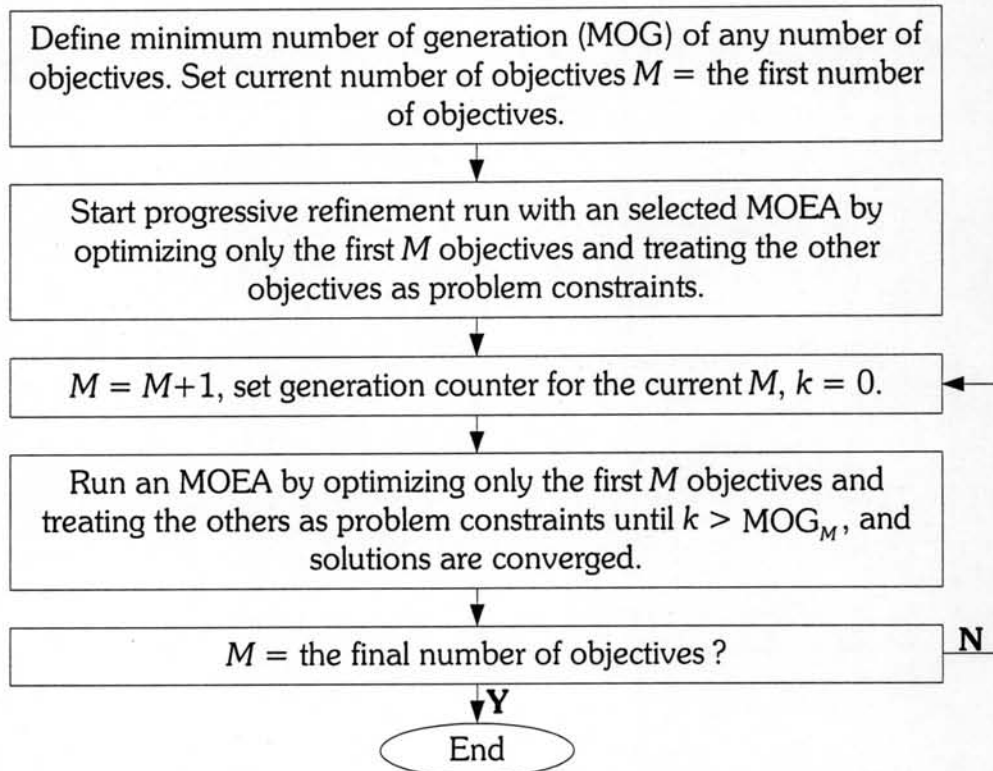 Define minimum number of generation (MOG) of any number of
objectives. Set current number of objectives M = the first number
of objectives.
Start progressive refinement run with an selected MOEA by
optimizing only the first M objectives and treating the other
objectives as problem constraints.
M = M+1, set generation counter for the current M, k = 0.
Run an MOEA by optimizing only the first M objectives and
treating the others as problem constraints until k > MOG_M, and
solutions are converged.
M = the final number of objectives ?
N
Y
End